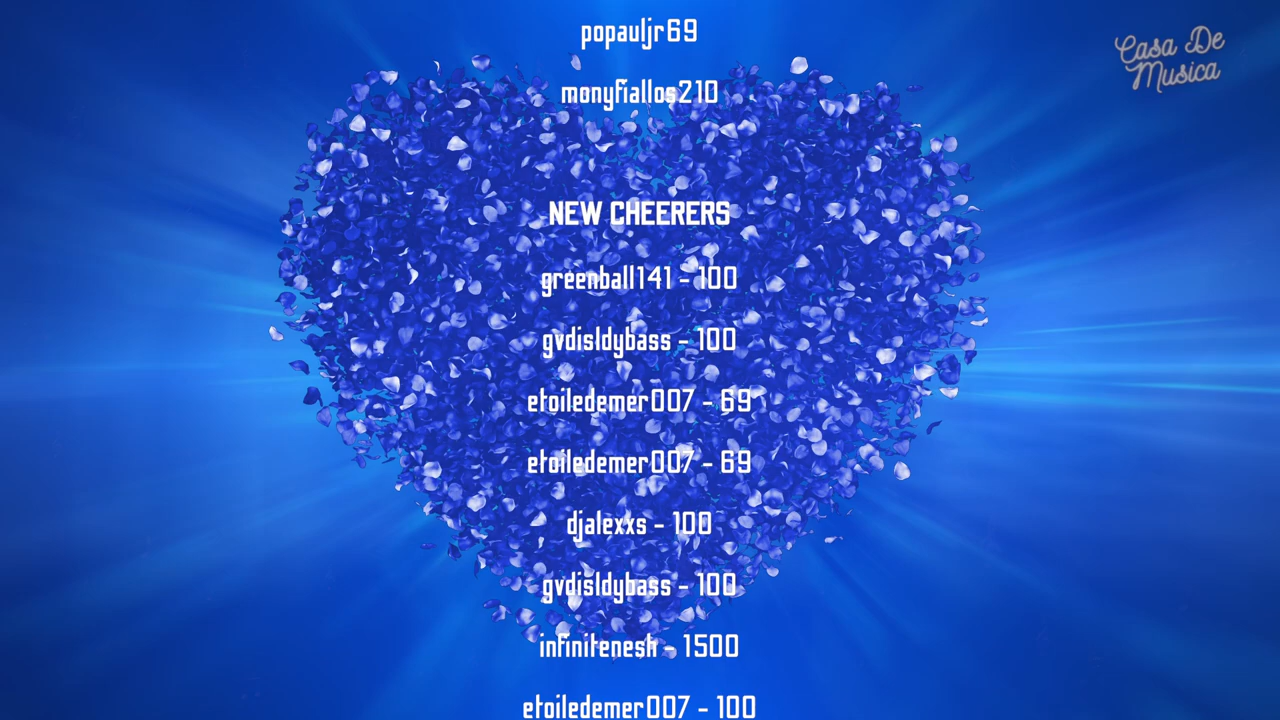 popauljr69
monyfiallos210
Casa De
Musica
NEW CHEERERS
greenball141 - 100
gvdisldybass - 100
etoiledemer007 - 69
etoiledemer007 - 69
djalexxs - 100
gvdisldybass - 100
infinitenesh - 1500
etoiledemer007 - 100